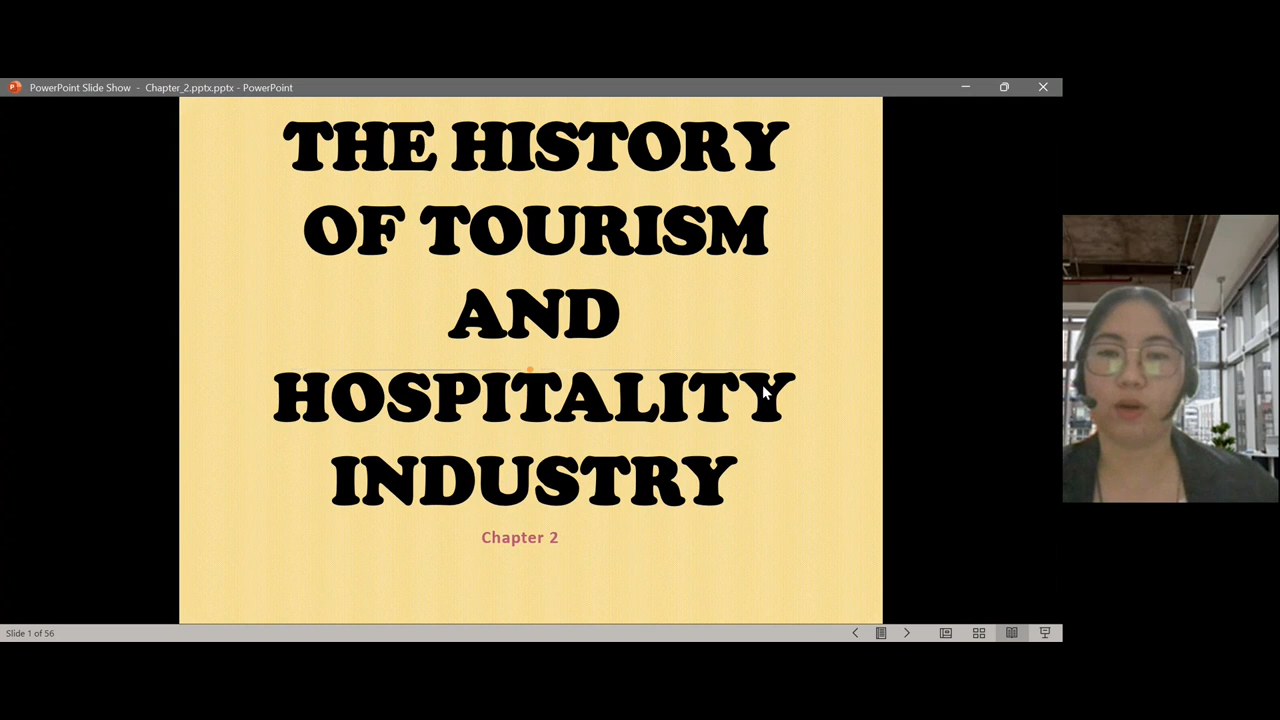 PowerPoint Slide Show - Chapter_2.pptx.pptx - PowerPoint
THE HISTORY
OF TOURISM
AND
HOSPITALITY
INDUSTRY
Chapter 2
Slide 1 of 56